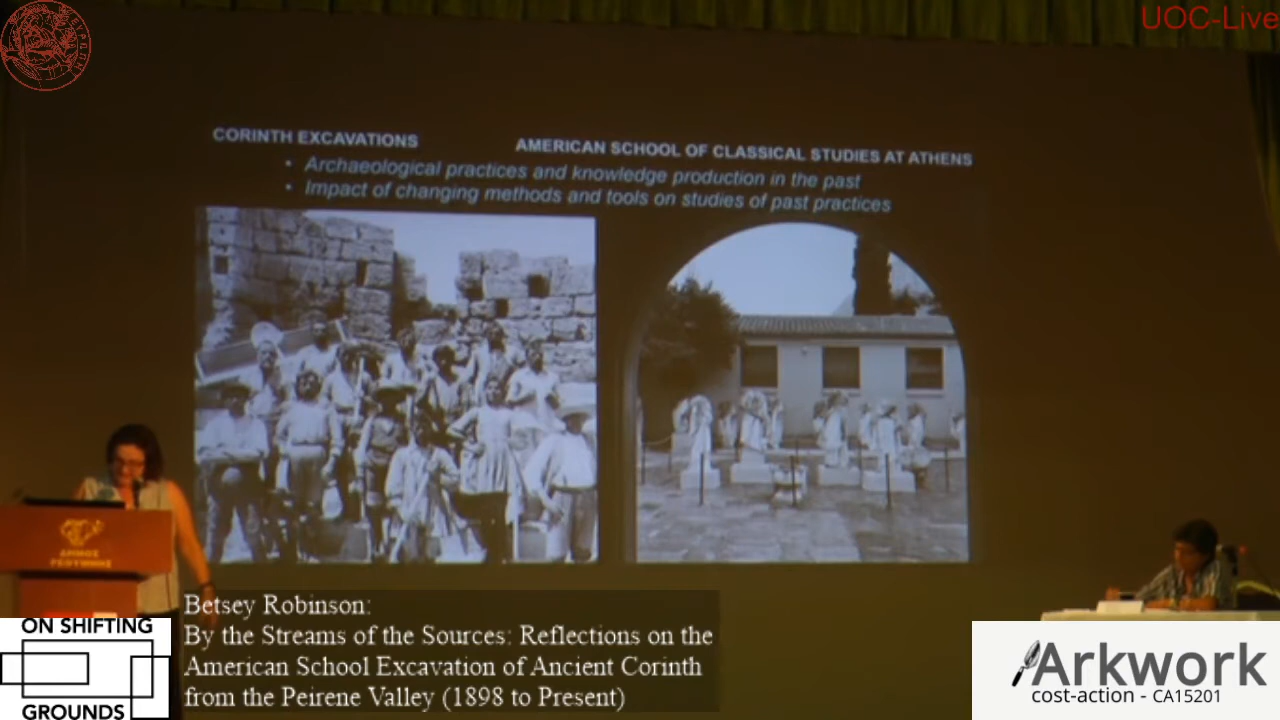 UOC-Live
CORINTH EXCAVATIONS
AMERICAN SCHOOL OF CLASSICAL STUDIES AT ATHENS
• Archaeological practices and knowledge production in the past
• Impact of changing methods and tools on studies of past practices
ΔΗΜΟΣ
ΡΕΘΥΜΝΗΣ
Betsey Robinson:
By the Streams of the Sources: Reflections on the
American School Excavation of Ancient Corinth
from the Peirene Valley (1898 to Present)
ON SHIFTING
GROUNDS
Arkwork
cost-action - CA15201